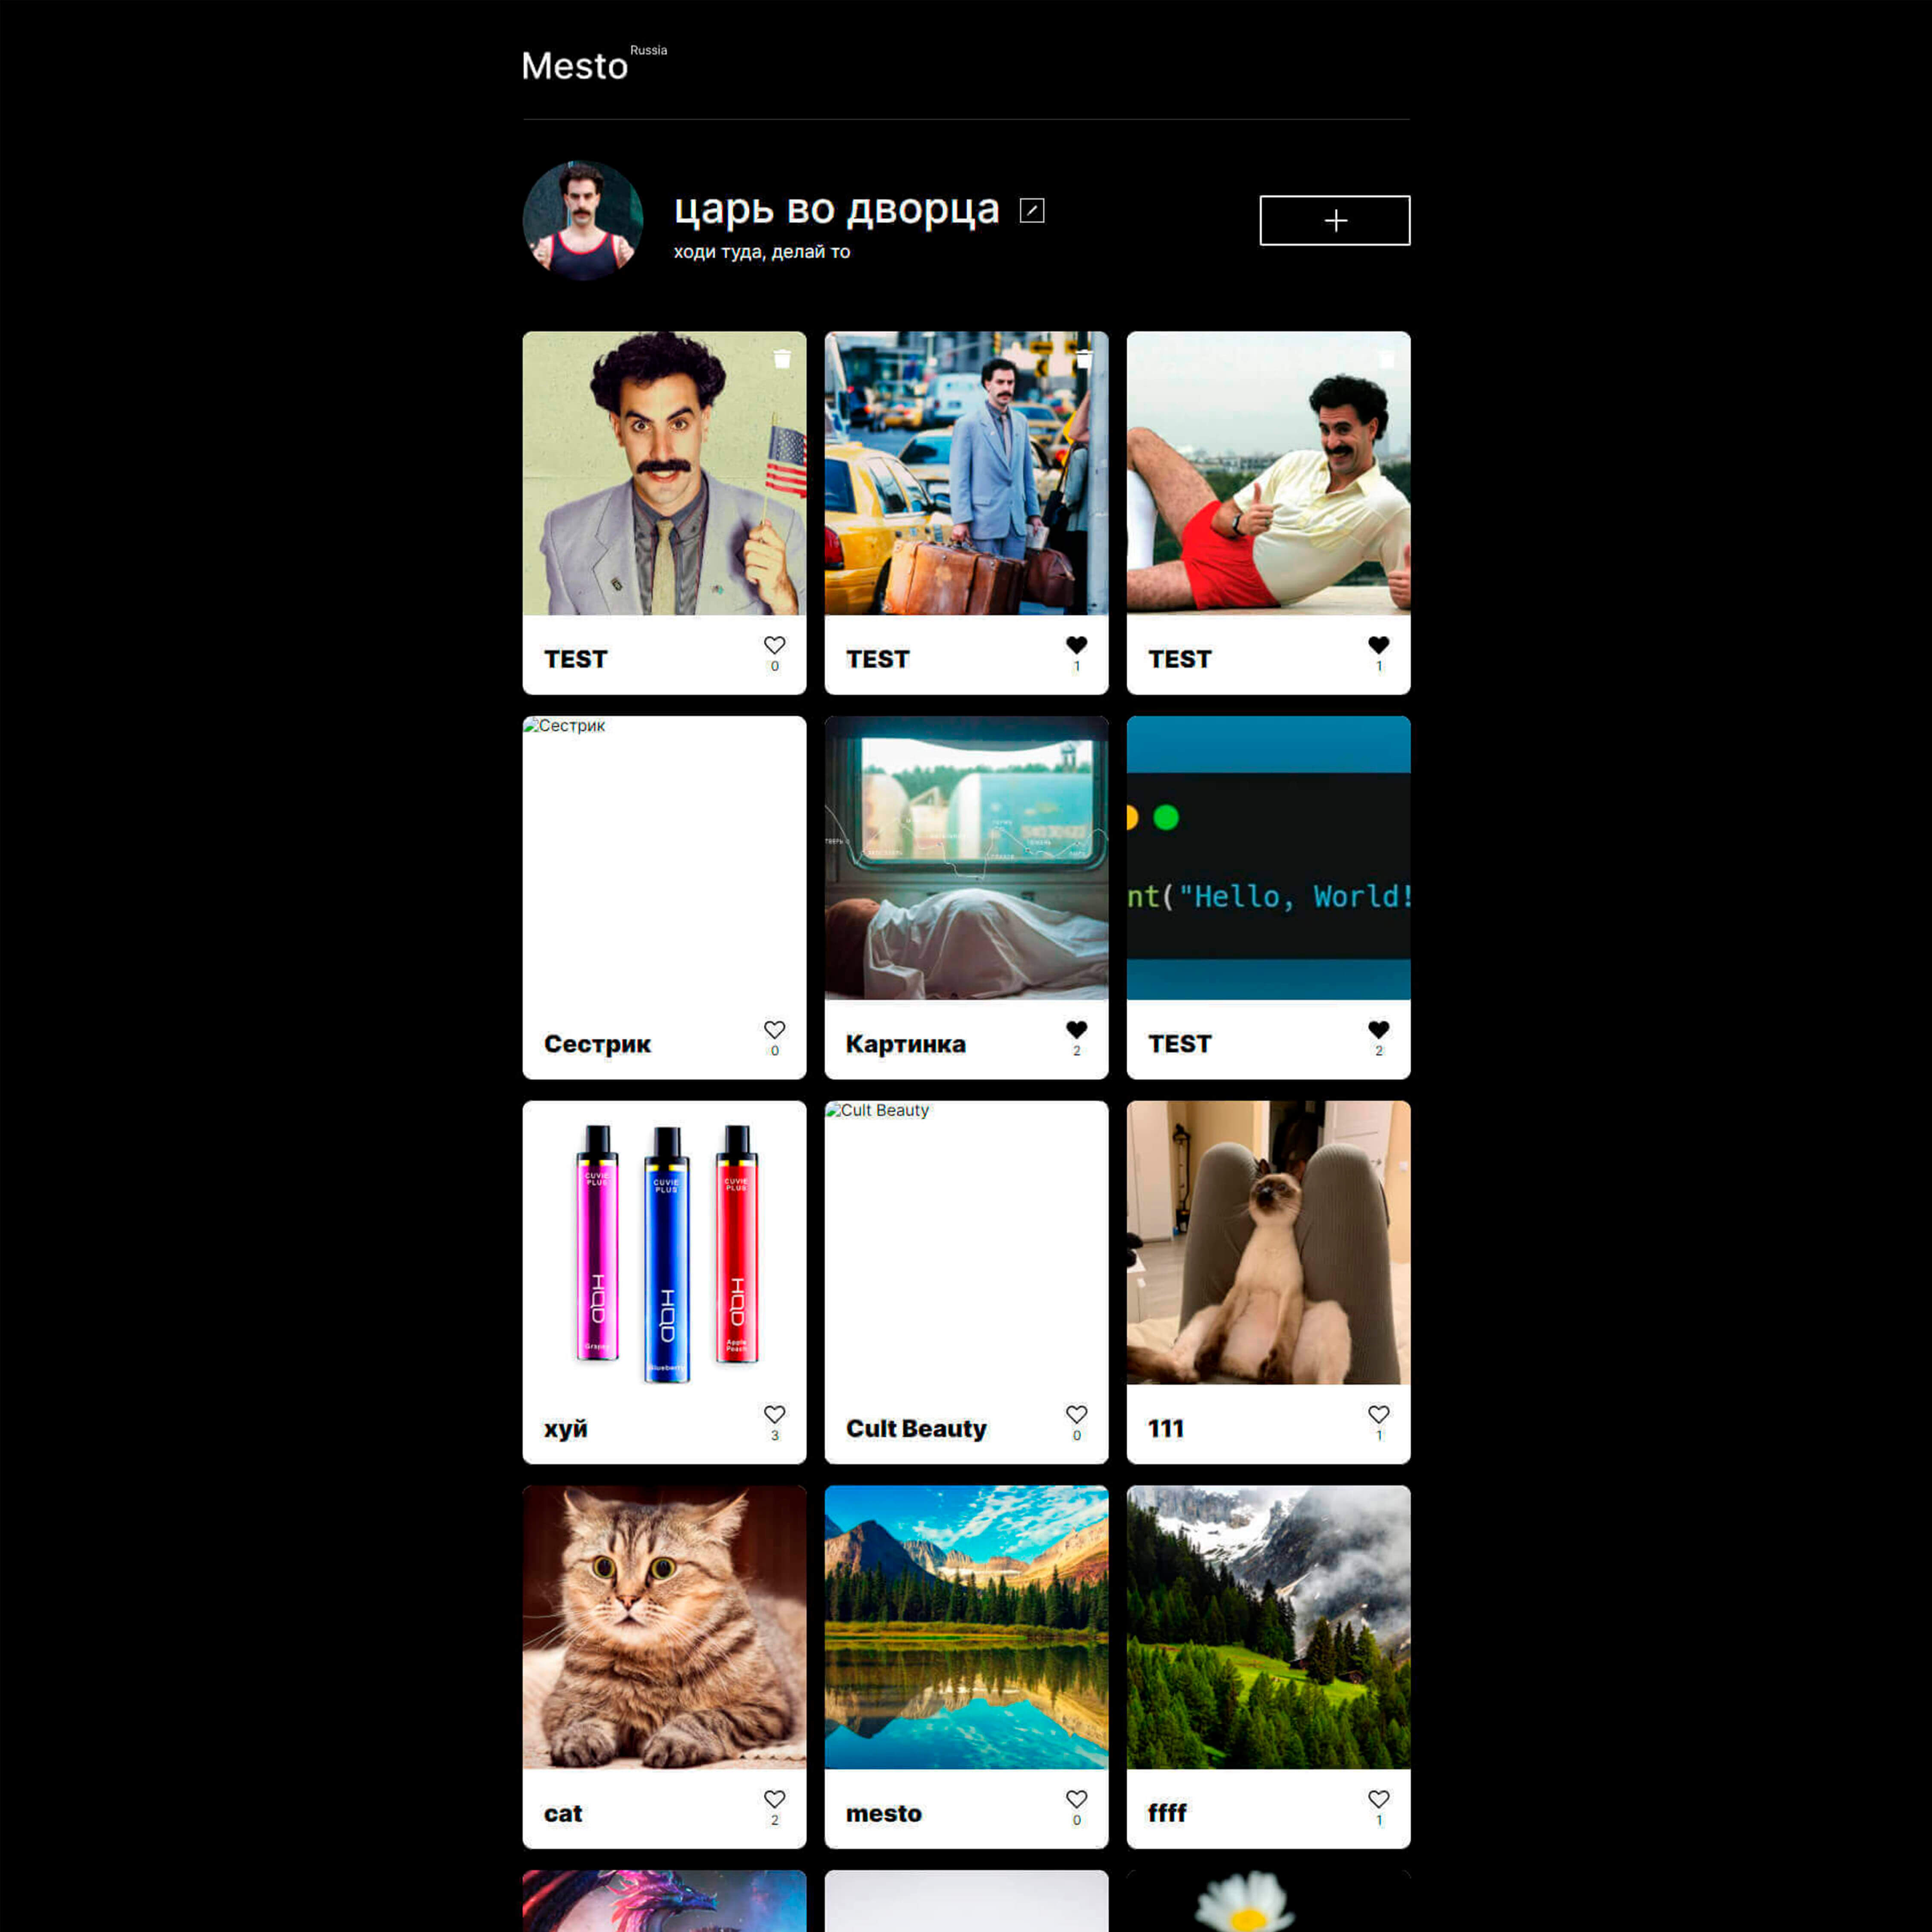 Mesto Russia
царь во дворца
ходи туда, делай то
TEST
0
TEST
1
TEST
1
Сестрик
nt("Hello, World!
Сестрик
0
Картинка
2
TEST
2
Cult Beauty
CUVIE
PLUS
HQD
Grapey
CUVIE
PLUS
HQD
Blueberry
CUVIE
PLUS
HQD
Apple
Peach
хуй
3
Cult Beauty
0
111
1
cat
2
mesto
0
ffff
1